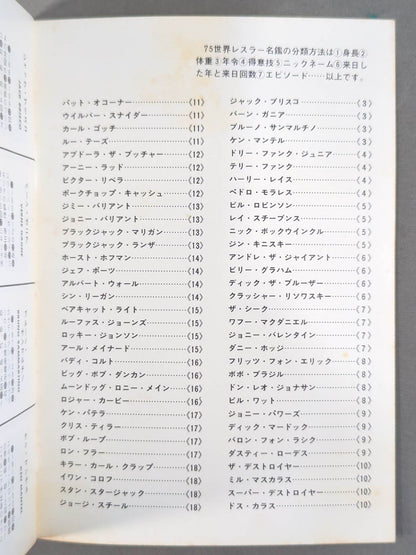 75世界レスラー名鑑の分類方法は①身長②
体重③年令④得意技⑤ニックネーム⑥来日し
た年と来日回数⑦エピソード……以上です。
ジャック・ブリスコ……〈3〉
バーン・ガニア……〈3〉
ブルーノ・サンマルチノ……〈3〉
ケン・マンテル……〈3〉
ドリー・ファンク・ジュニア……〈4〉
テリー・ファンク……〈4〉
ハーリー・レイス……〈4〉
ペドロ・モラレス……〈4〉
ビル・ロビンソン……〈5〉
レイ・スチーブンス……〈5〉
ニック・ボックウインクル……〈5〉
ジン・キニスキー……〈5〉
アンドレ・ザ・ジャイアント……〈6〉
ビリー・グラハム……〈6〉
ディック・ザ・ブルーザー……〈6〉
クラッシャー・リソワスキー……〈6〉
ザ・シーク……〈7〉
ワフー・マクダニエル……〈7〉
ジョニー・バレンタイン……〈7〉
ダニー・ホッジ……〈7〉
フリッツ・フォン・エリック……〈8〉
ボボ・ブラジル……〈8〉
ドン・レオ・ジョナサン……〈8〉
ビル・ワット……〈8〉
ジョニー・パワーズ……〈9〉
ディック・マードック……〈9〉
バロン・フォン・ラシク……〈9〉
ダスティー・ローデス……〈9〉
ザ・デストロイヤー……〈10〉
ミル・マスカラス……〈10〉
スーパー・デストロイヤー……〈10〉
ドス・カラス……〈10〉
パット・オコーナー……〈11〉
ウイルバー・スナイダー……〈11〉
カール・ゴッチ……〈11〉
ルー・テーズ……〈11〉
アブドーラ・ザ・ブッチャー……〈12〉
アーニー・ラッド……〈12〉
ビクター・リベラ……〈12〉
ポークチョップ・キャッシュ……〈12〉
ジミー・バリアント……〈13〉
ジョニー・バリアント……〈13〉
ブラックジャック・マリガン……〈13〉
ブラックジャック・ランザ……〈13〉
ホースト・ホフマン……〈14〉
ジェフ・ポーツ……〈14〉
アルバート・ウォール……〈14〉
シン・リーガン……〈14〉
ベアキャット・ライト……〈15〉
ルーファス・ジョーンズ……〈15〉
ロッキー・ジョンソン……〈15〉
アール・メイナード……〈15〉
バディ・コルト……〈16〉
ビッグ・ボブ・ダンカン……〈16〉
ムーンドッグ・ロニー・メイン……〈16〉
ロジャー・カービー……〈16〉
ケン・パテラ……〈17〉
クリス・テイラー……〈17〉
ボブ・ループ……〈17〉
ロン・フラー……〈17〉
キラー・カール・クラップ……〈18〉
イワン・コロフ……〈18〉
スタン・スタージャック……〈18〉
ジョージ・スチール……〈18〉